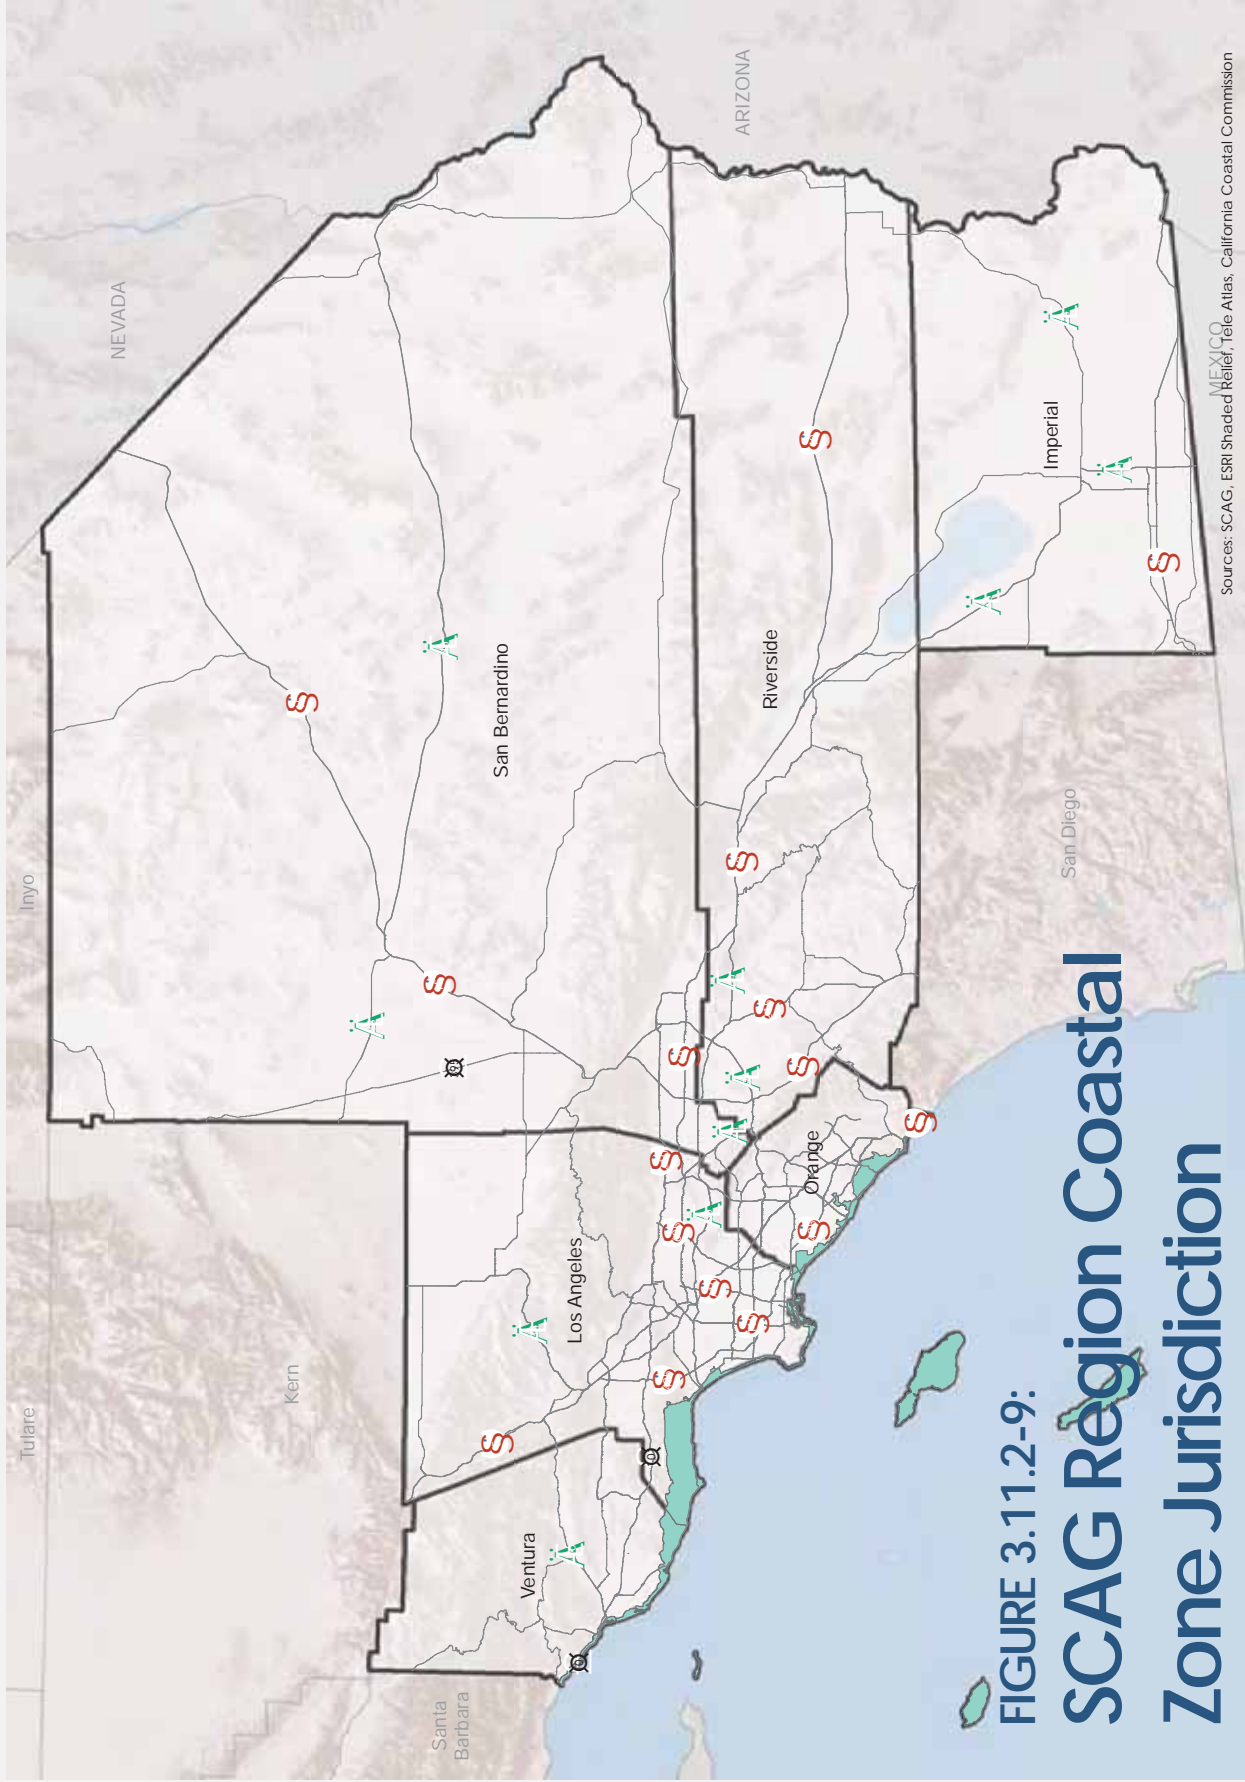 FIGURE 3.11.2-9:
SCAG Region Coastal
Zone Jurisdiction
Tulare
Inyo
NEVADA
Kern
Santa
Barbara
Ventura
Los Angeles
San Bernardino
ARIZONA
Orange
Riverside
San Diego
Imperial
MEXICO
Sources: SCAG, ESRI Shaded Relief, Tele Atlas, California Coastal Commission